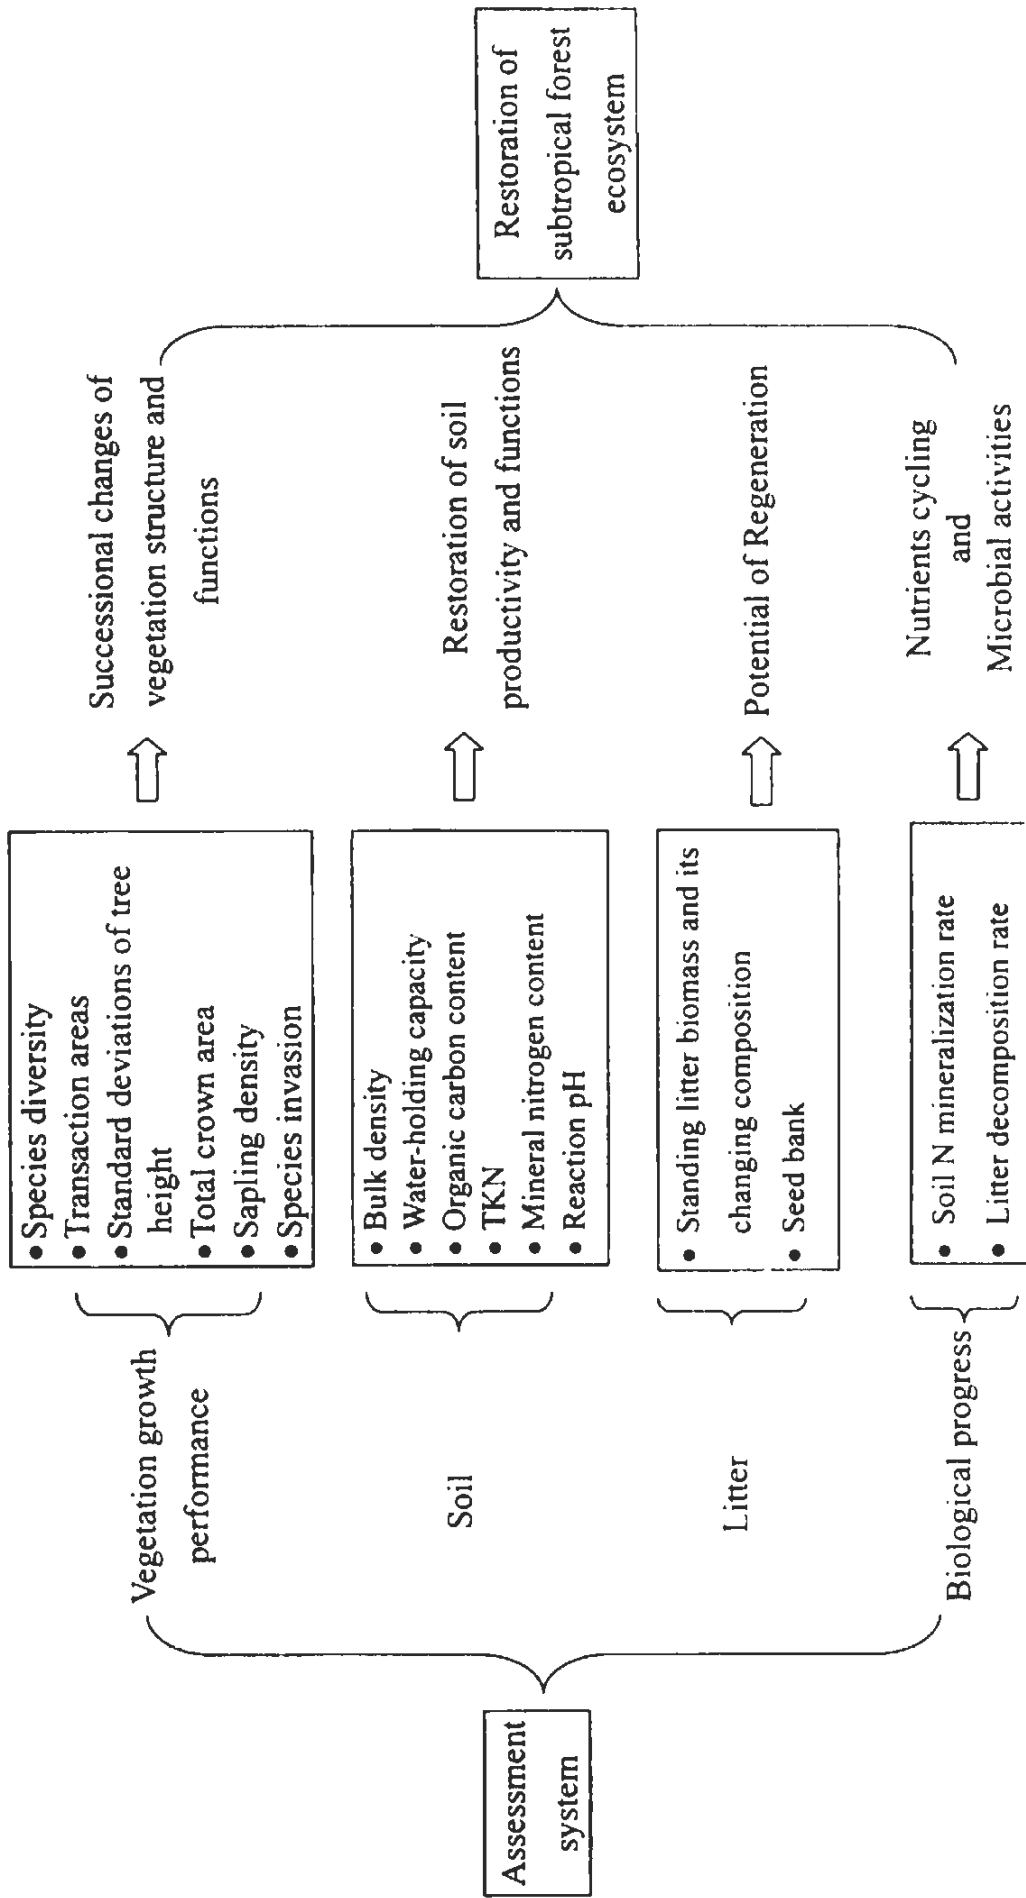 Assessment
system
Vegetation growth
performance
• Species diversity
• Transaction areas
• Standard deviations of tree
height
• Total crown area
• Sapling density
• Species invasion
Successional changes of
vegetation structure and
functions
Soil
• Bulk density
• Water-holding capacity
• Organic carbon content
• TKN
• Mineral nitrogen content
• Reaction pH
Restoration of soil
productivity and functions
Litter
• Standing litter biomass and its
changing composition
• Seed bank
Potential of Regeneration
Biological progress
• Soil N mineralization rate
• Litter decomposition rate
Nutrients cycling
and
Microbial activities
Restoration of
subtropical forest
ecosystem